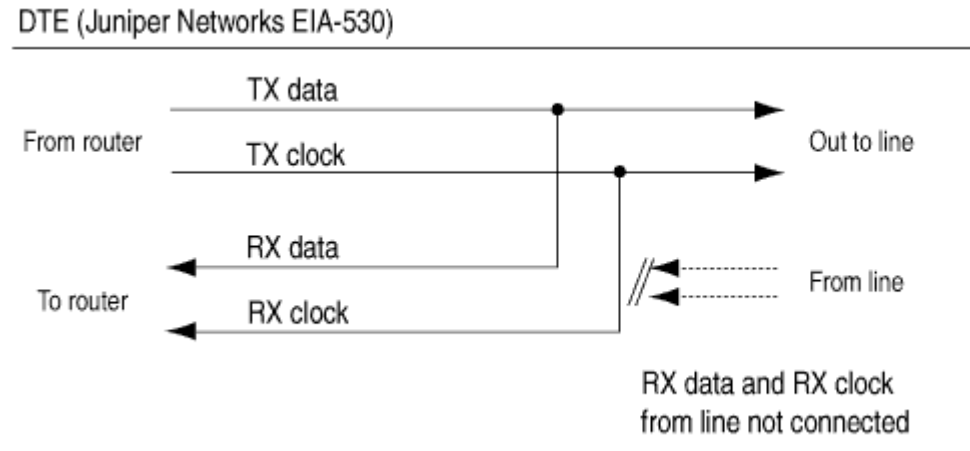 DTE (Juniper Networks EIA-530)
TX data
From router
Out to line
TX clock
RX data
From line
To router
RX clock
RX data and RX clock
from line not connected